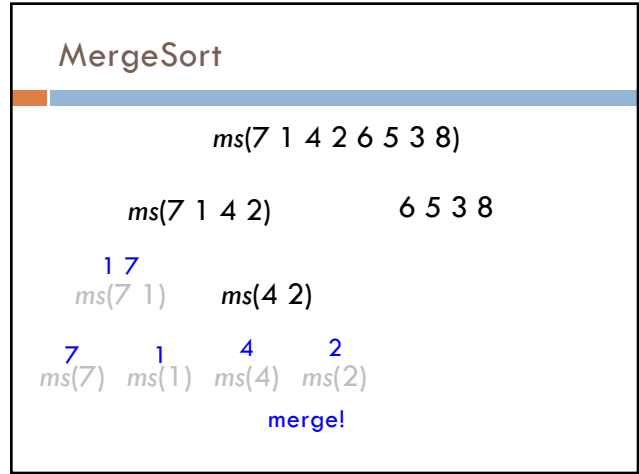 MergeSort
ms(7 1 4 2 6 5 3 8)
ms(7 1 4 2) 6 5 3 8
1 7
ms(7 1) ms(4 2)
7 1 4 2
ms(7) ms(1) ms(4) ms(2)
merge!